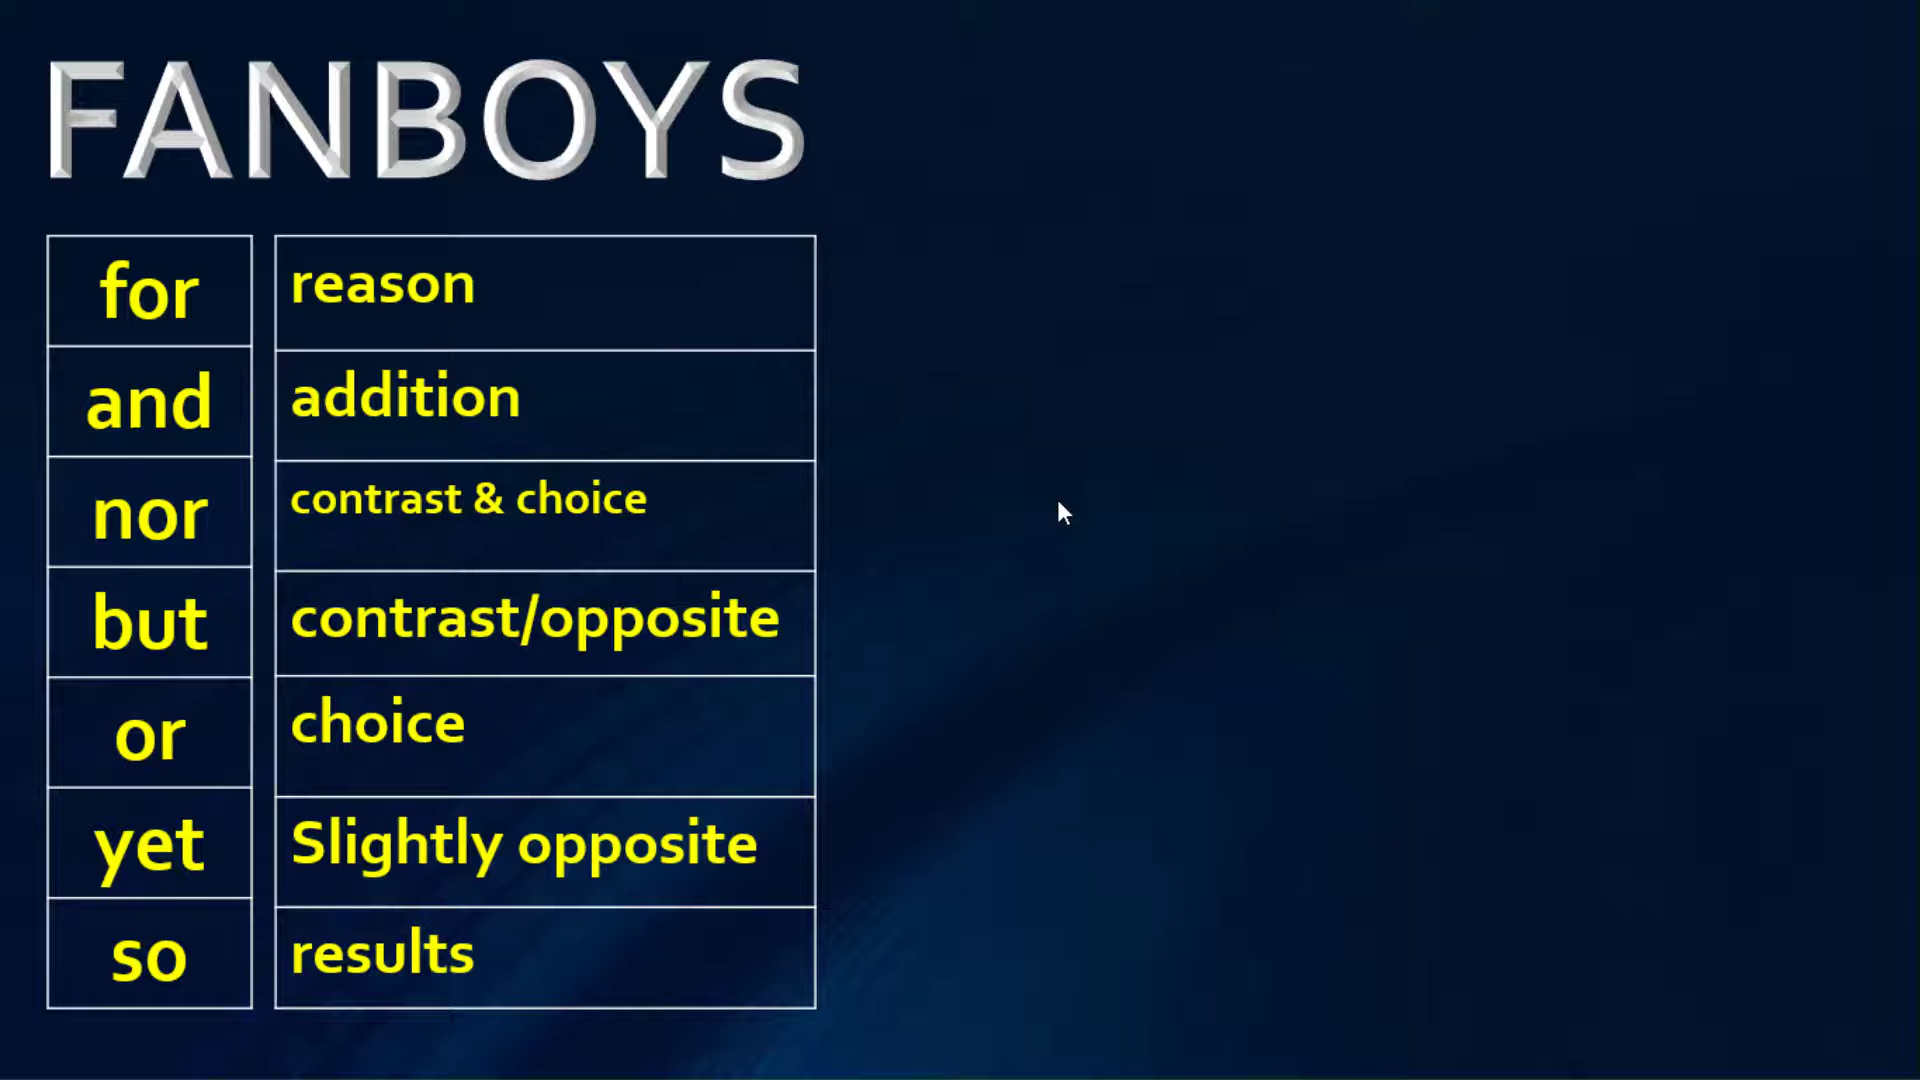 FANBOYS
for
reason
and
addition
nor
contrast & choice
but
contrast/opposite
or
choice
yet
Slightly opposite
so
results